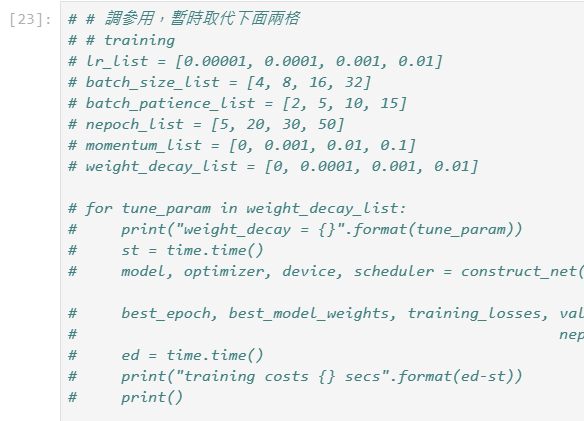 [23]: # # 調參用，暫時取代下面兩格
# # training
# lr_list = [0.00001, 0.0001, 0.001, 0.01]
# batch_size_list = [4, 8, 16, 32]
# batch_patience_list = [2, 5, 10, 15]
# nepoch_list = [5, 20, 30, 50]
# momentum_list = [0, 0.001, 0.01, 0.1]
# weight_decay_list = [0, 0.0001, 0.001, 0.01]
# for tune_param in weight_decay_list:
#     print("weight_decay = {}".format(tune_param))
#     st = time.time()
#     model, optimizer, device, scheduler = construct_net(
#     best_epoch, best_model_weights, training_losses, val
#                                                      nep
#     ed = time.time()
#     print("training costs {} secs".format(ed-st))
#     print()